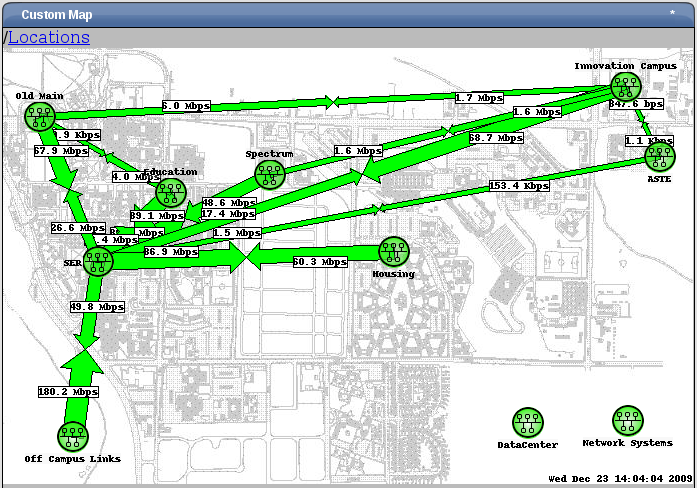 Custom Map
*
/Locations
Innovation Campus
Old Main
6.0 Mbps
1.7 Mbps
847.6 bps
1.6 Mbps
.9 Kbps
68.7 Mbps
1.1 Kbps
67.9 Mbps
Spectrum
1.6 Mbps
Education
4.0 Mbps
ASTE
153.4 Kbps
48.6 Mbps
89.1 Mbps
17.4 Mbps
26.6 Mbps
Mbps
1.5 Mbps
.4 Mbps
86.9 Mbps
SER
60.3 Mbps
Housing
49.8 Mbps
180.2 Mbps
Off Campus Links
DataCenter
Network Systems
Wed Dec 23 14:04:04 2009